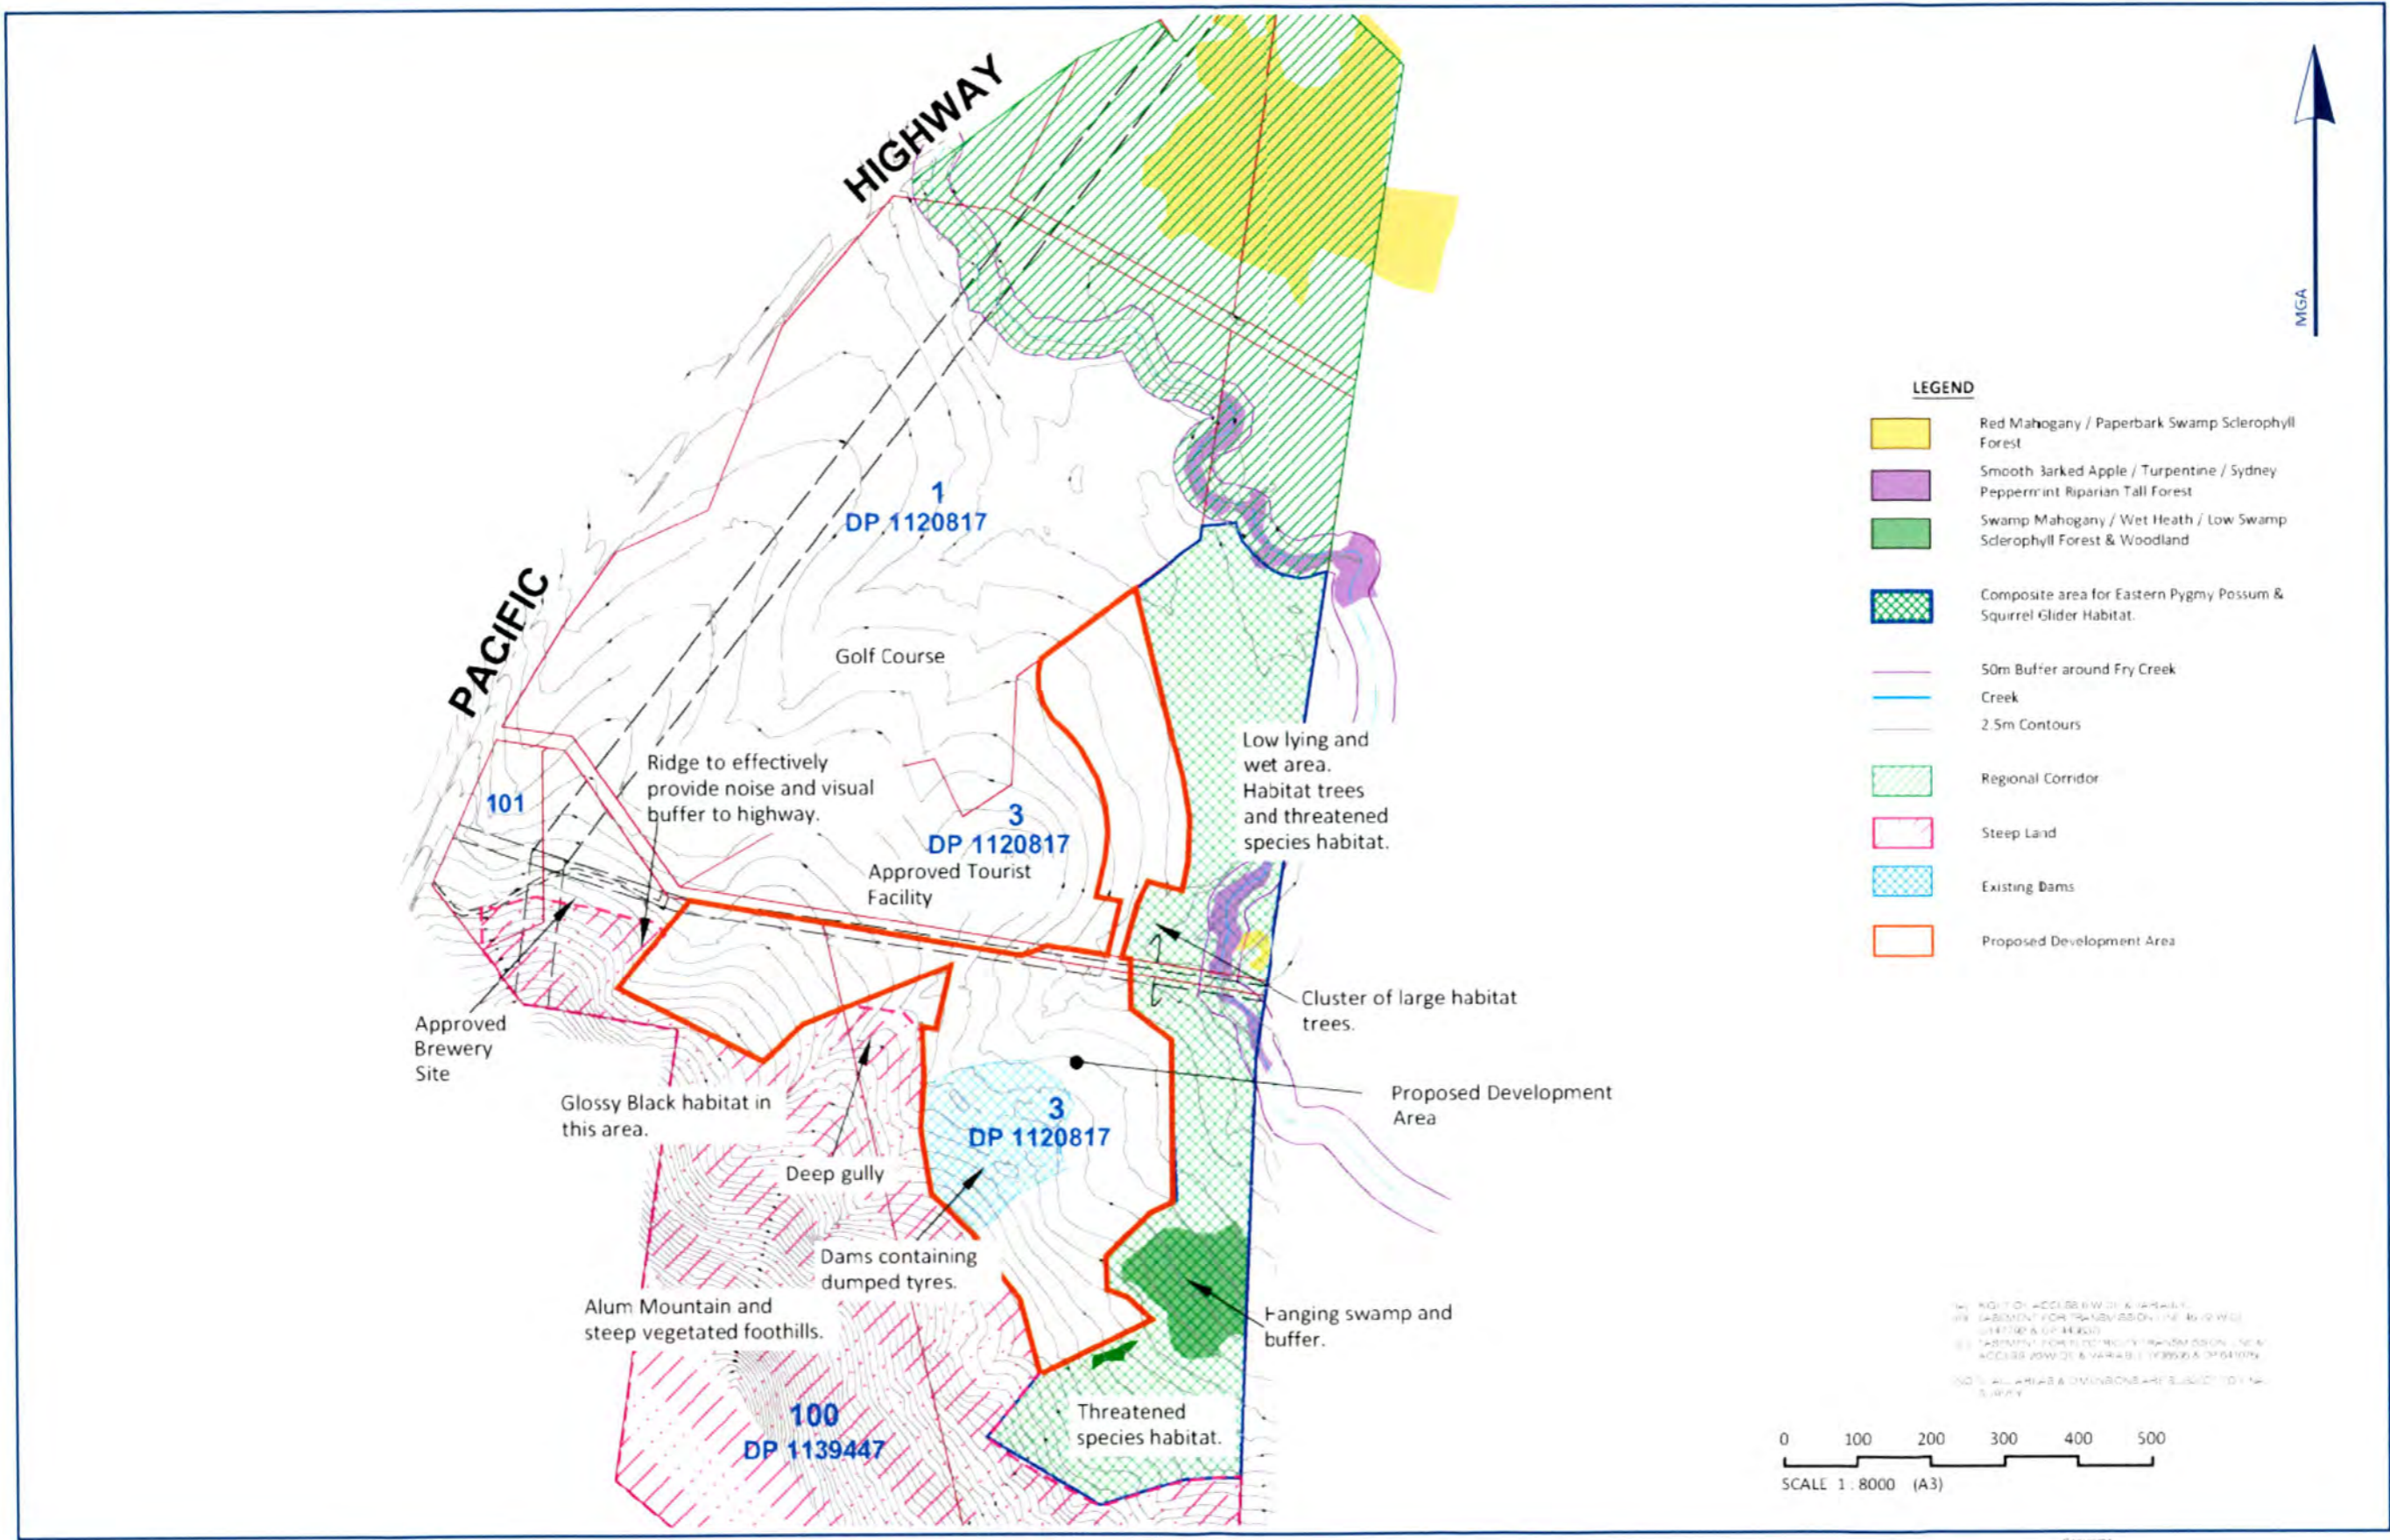 PACIFIC
HIGHWAY
MGA
1
DP 1120817
Golf Course
Ridge to effectively
provide noise and visual
buffer to highway.
101
3
DP 1120817
Approved Tourist
Facility
Low lying and
wet area.
Habitat trees
and threatened
species habitat.
Cluster of large habitat
trees.
Approved
Brewery
Site
Glossy Black habitat in
this area.
Deep gully
Proposed Development
Area
3
DP 1120817
Dams containing
dumped tyres.
Alum Mountain and
steep vegetated foothills.
Hanging swamp and
buffer.
Threatened
species habitat.
100
DP 1139447
LEGEND
Red Mahogany / Paperbark Swamp Sclerophyll
Forest
Smooth Barked Apple / Turpentine / Sydney
Peppermint Riparian Tall Forest
Swamp Mahogany / Wet Heath / Low Swamp
Sclerophyll Forest & Woodland
Composite area for Eastern Pygmy Possum &
Squirrel Glider Habitat.
50m Buffer around Fry Creek
Creek
2.5m Contours
Regional Corridor
Steep Land
Existing Dams
Proposed Development Area
0 100 200 300 400 500
SCALE 1 : 8000 (A3)